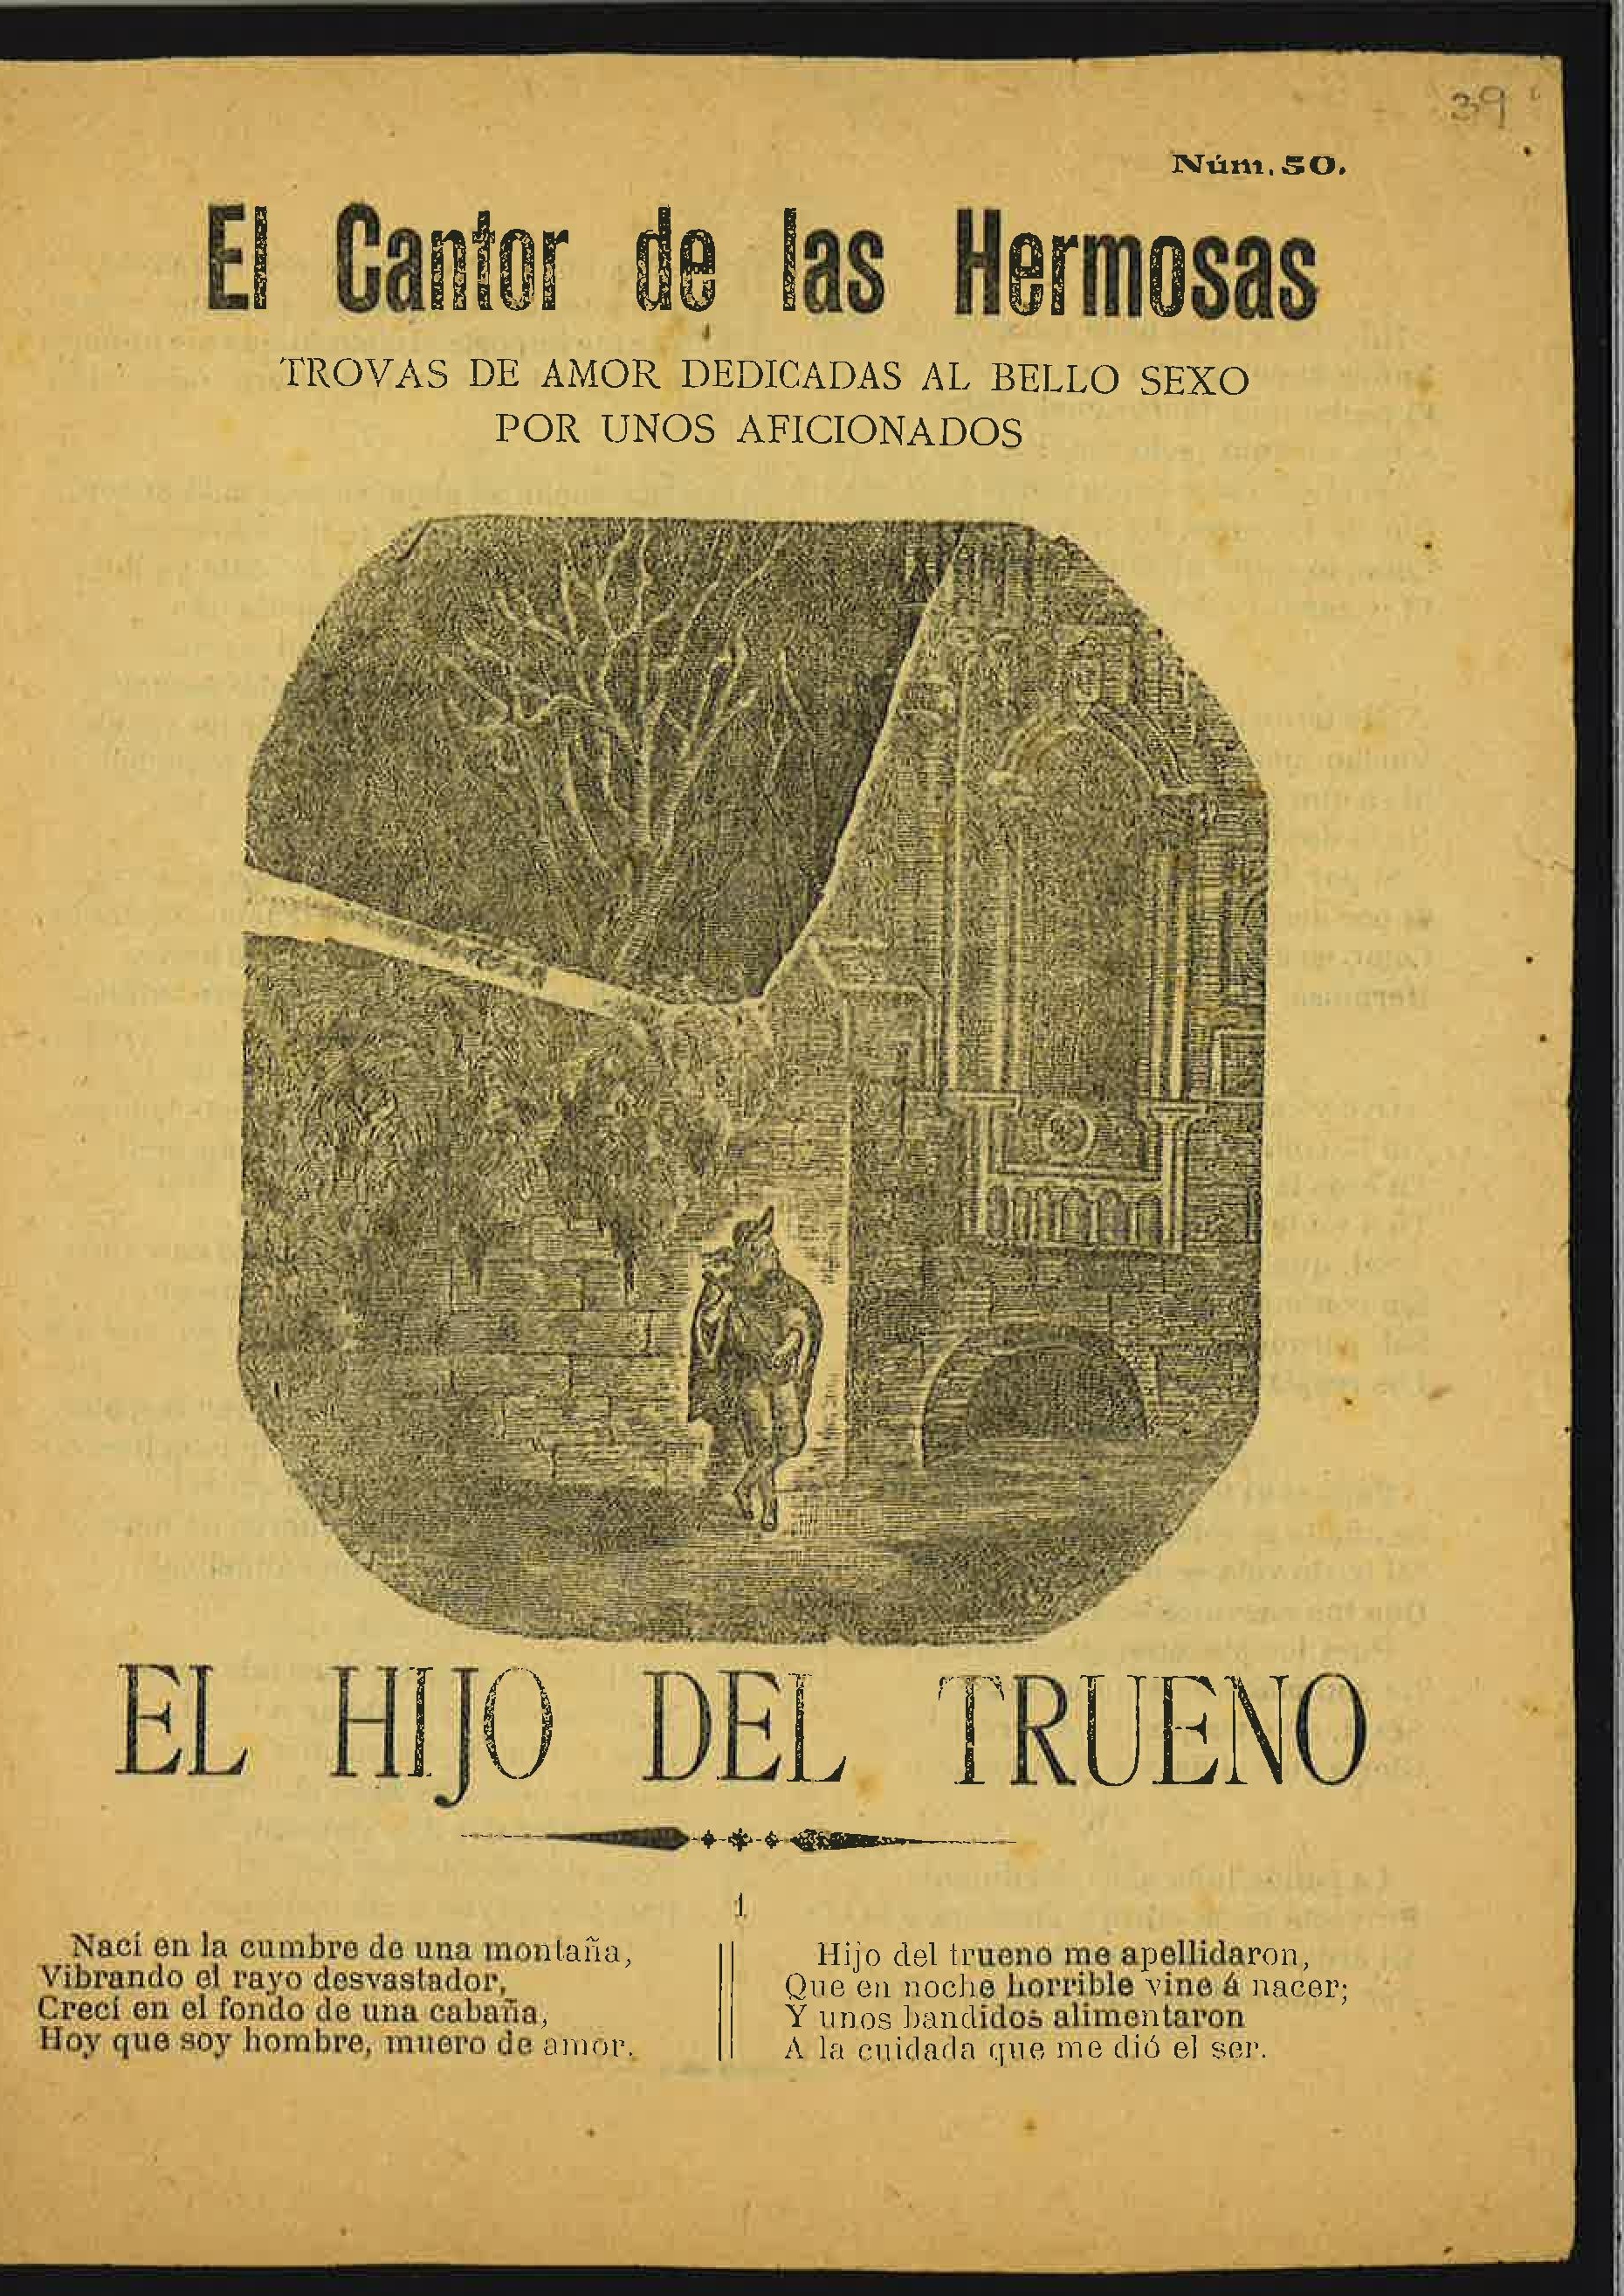 39
Núm. 50.
El Cantor de las Hermosas
TROVAS DE AMOR DEDICADAS AL BELLO SEXO
POR UNOS AFICIONADOS
EL HIJO DEL TRUENO
1
Nací en la cumbre de una montaña,
Vibrando el rayo desvastador,
Crecí en el fondo de una cabaña,
Hoy que soy hombre, muero de amor.
Hijo del trueno me apellidaron,
Que en noche horrible vine á nacer;
Y unos bandidos alimentaron
A la cuidada que me dió el ser.